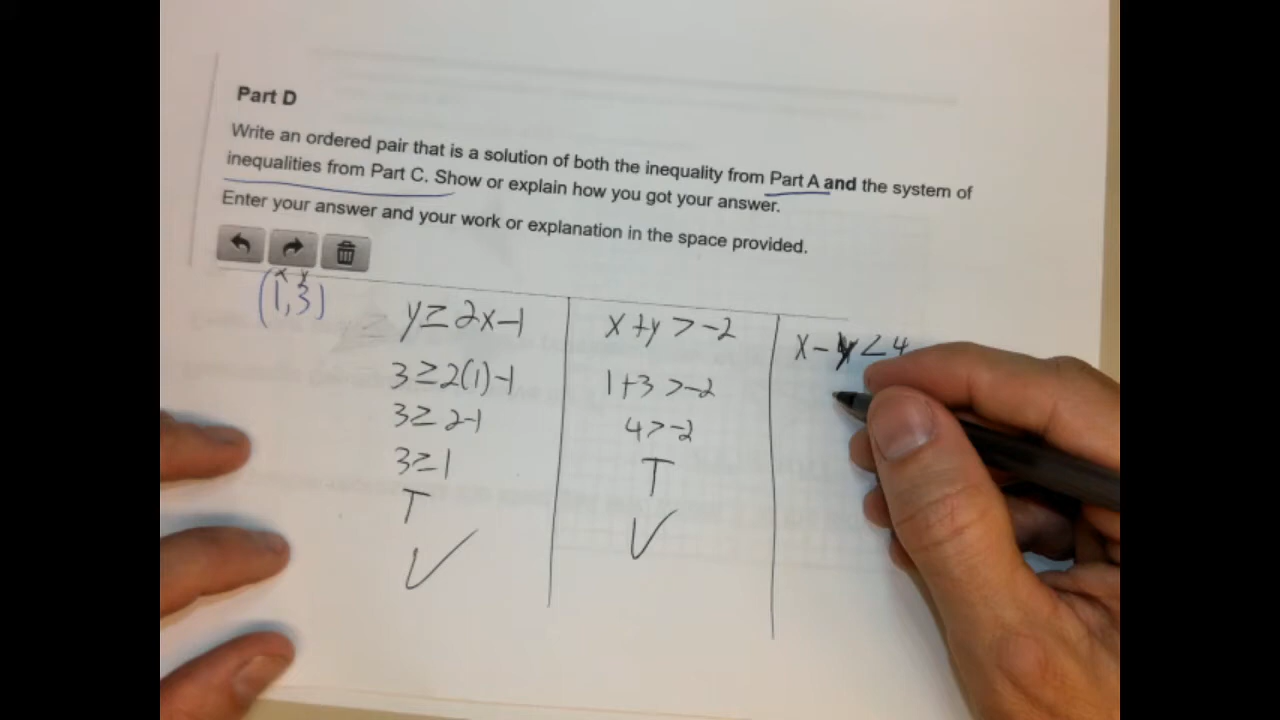 Part D
Write an ordered pair that is a solution of both the inequality from Part A and the system of
inequalities from Part C. Show or explain how you got your answer.
Enter your answer and your work or explanation in the space provided.
x y
(1,3)
y ≥ 2x-1
3 ≥ 2(1)-1
3 ≥ 2-1
3 ≥ 1
T
✓
x+y > -2
1+3 > -2
4 > -2
T
✓
x-y < 4